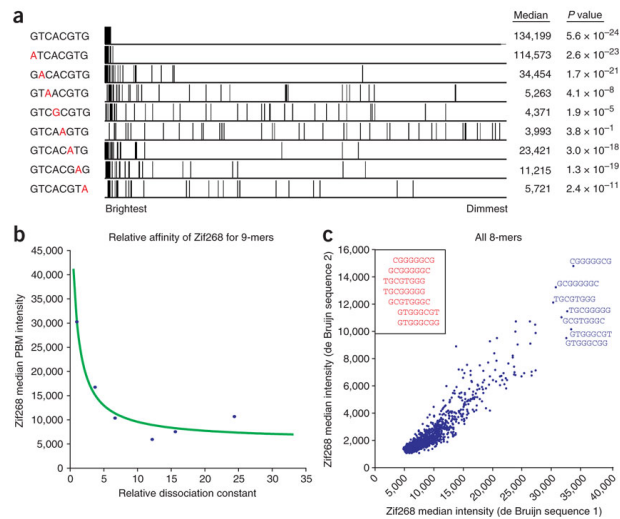 a
Median P value
GTCACGTG 134,199 5.6 × 10–24
ATCACGTG 114,573 2.6 × 10–23
GACACGTG 34,454 1.7 × 10–21
GTAACGTG 5,263 4.1 × 10–8
GTCGCGTG 4,371 1.9 × 10–5
GTCAAGTG 3,993 3.8 × 10–1
GTCACATG 23,421 3.0 × 10–18
GTCACGAG 11,215 1.3 × 10–19
GTCACGTA 5,721 2.4 × 10–11
Brightest Dimmest
b
Relative affinity of Zif268 for 9-mers
Zif268 median PBM intensity
45,000
40,000
35,000
30,000
25,000
20,000
15,000
10,000
5,000
0
0 5 10 15 20 25 30 35
Relative dissociation constant
c
All 8-mers
Zif268 median intensity (de Bruijn sequence 2)
16,000
14,000
12,000
10,000
8,000
6,000
4,000
2,000
0
CGGGGGCG
GCGGGGGC
TGCGTGGG
TGCGGGGG
GCGTGGGC
GTGGGCGT
GTGGGCGG
CGGGGGCG
GCGGGGGC
TGCGTGGG
TGCGGGGG
GCGTGGGC
GTGGGCGT
GTGGGCGG
0 5,000 10,000 15,000 20,000 25,000 30,000 35,000 40,000
Zif268 median intensity (de Bruijn sequence 1)